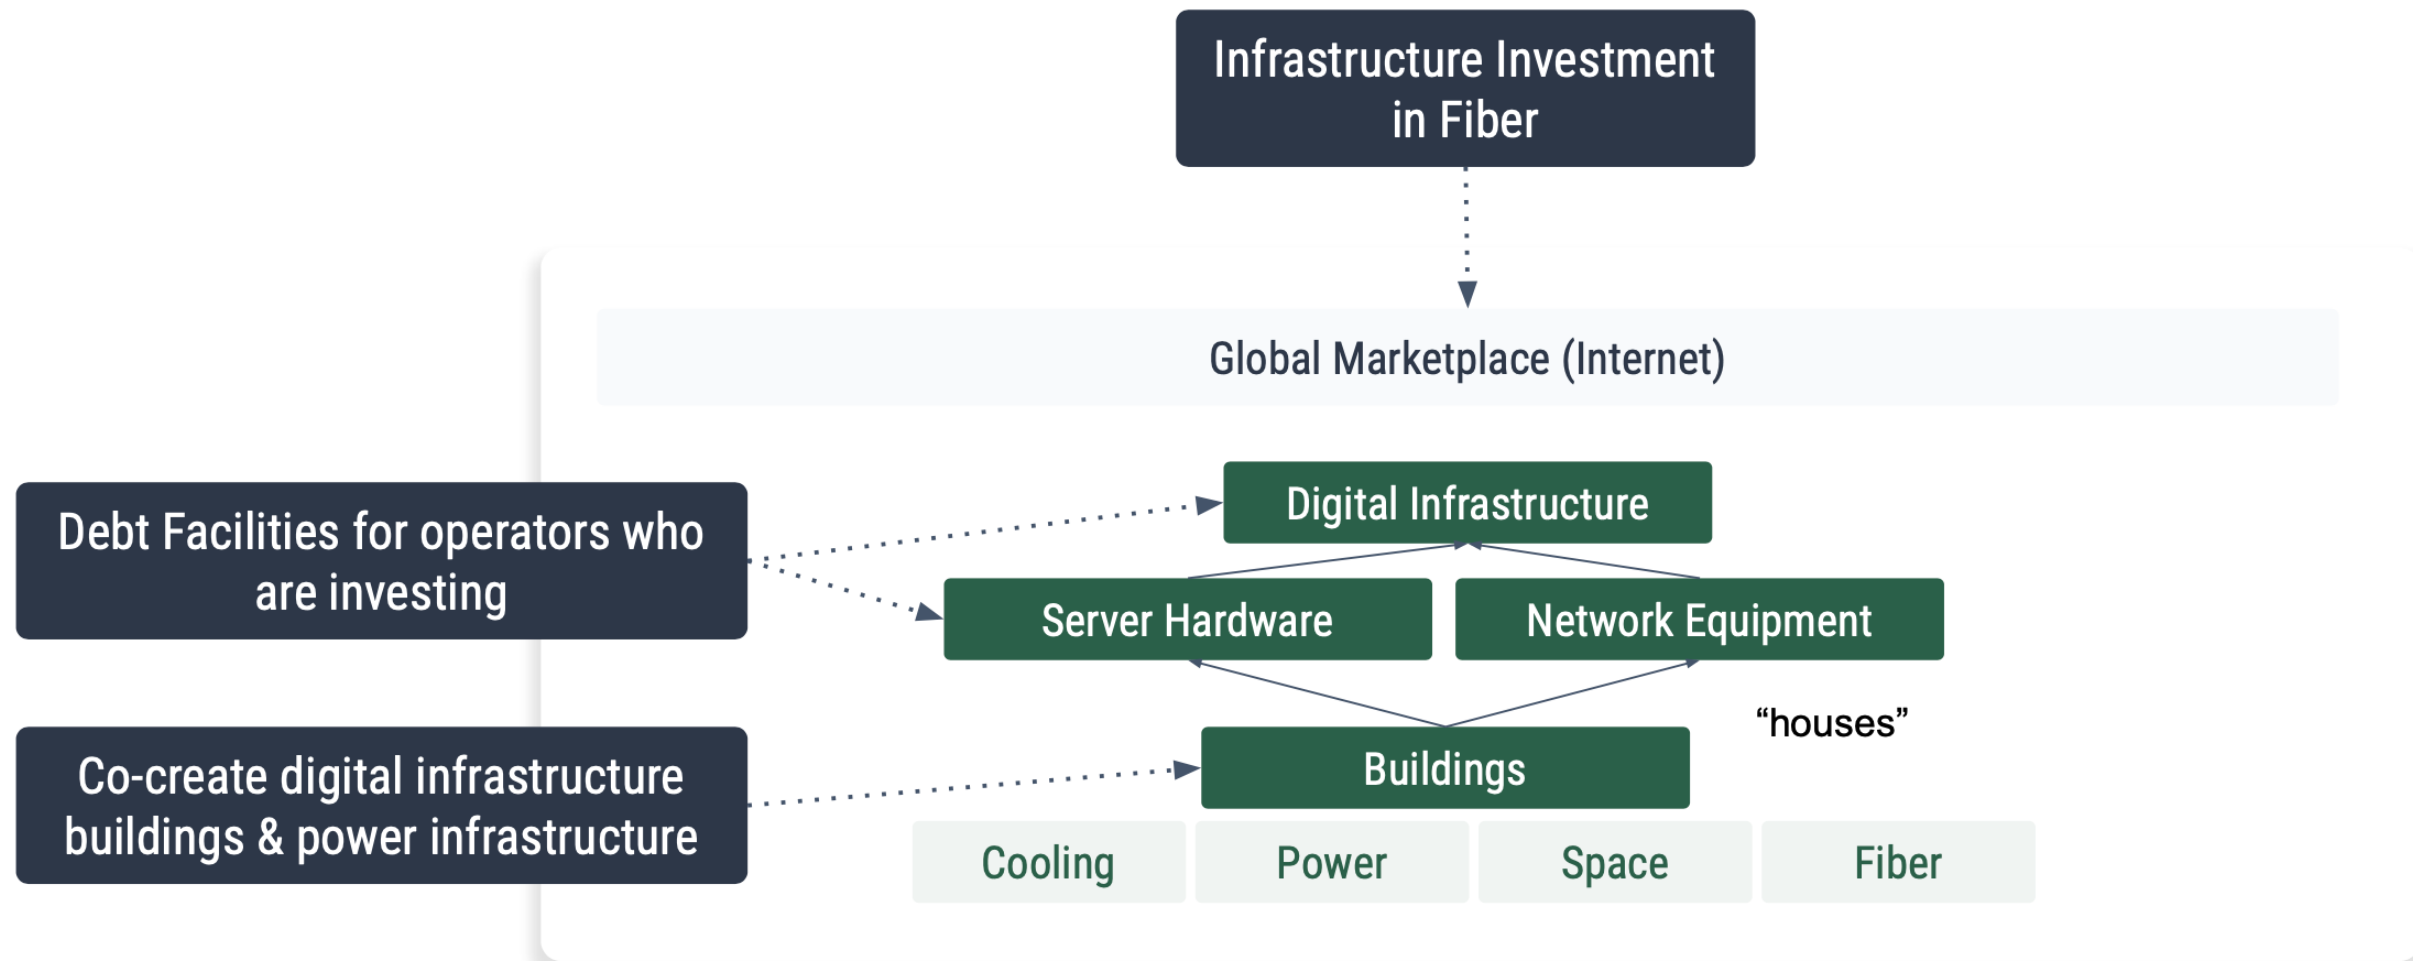 Infrastructure Investment
in Fiber
Global Marketplace (Internet)
Debt Facilities for operators who
are investing
Digital Infrastructure
Server Hardware
Network Equipment
“houses”
Co-create digital infrastructure
buildings & power infrastructure
Buildings
Cooling
Power
Space
Fiber